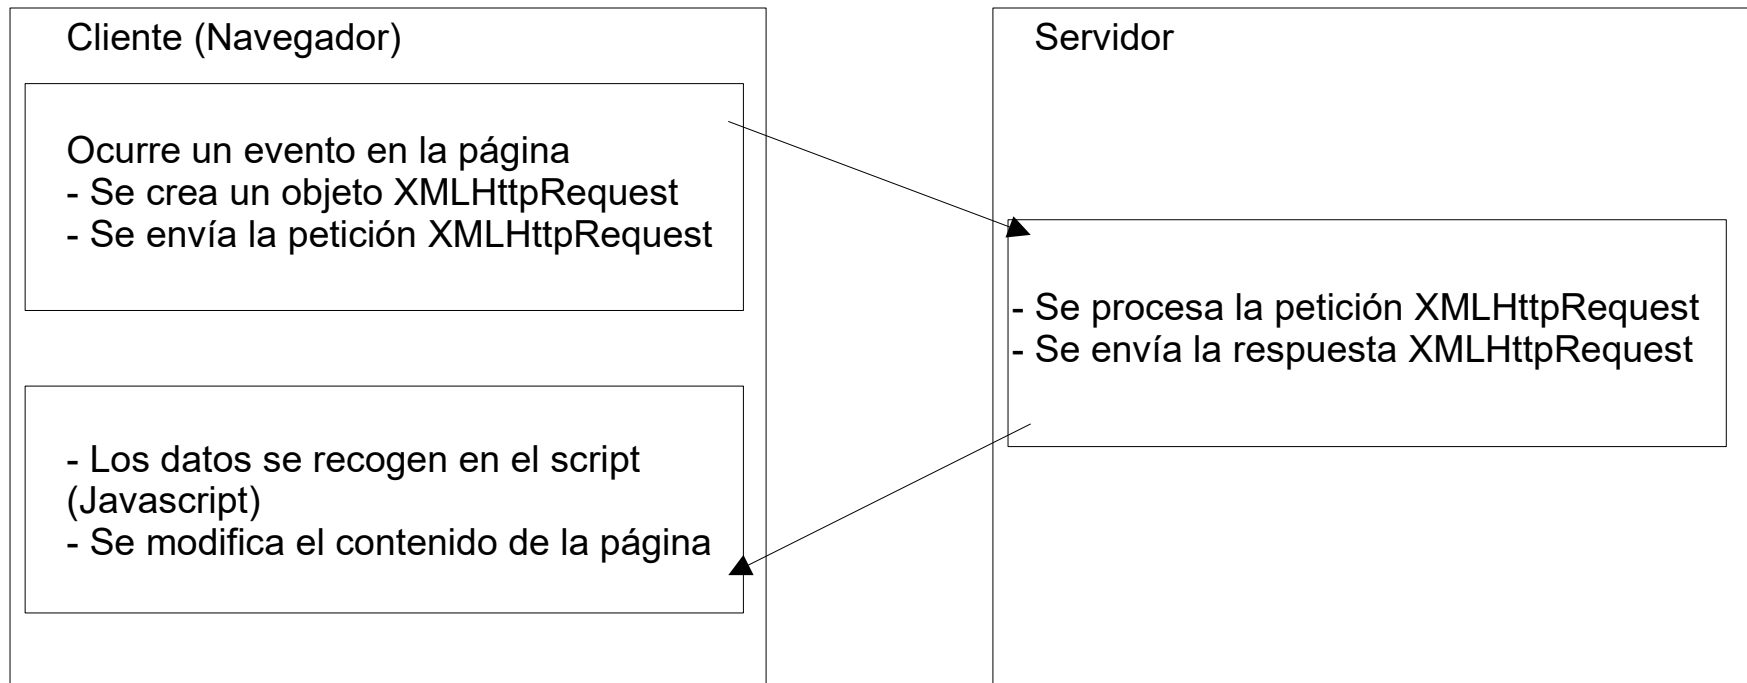 Cliente (Navegador)
Ocurre un evento en la página
- Se crea un objeto XMLHttpRequest
- Se envía la petición XMLHttpRequest
- Los datos se recogen en el script
(Javascript)
- Se modifica el contenido de la página
Servidor
- Se procesa la petición XMLHttpRequest
- Se envía la respuesta XMLHttpRequest